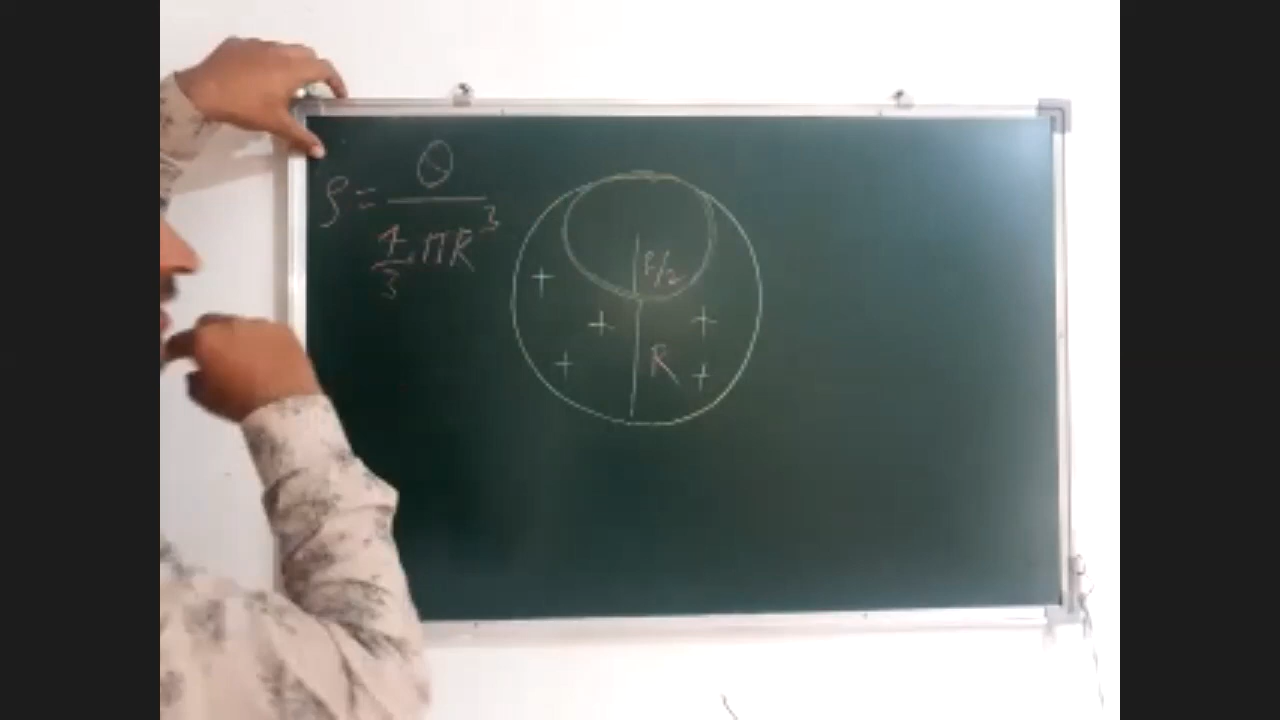 ρ = Q / (4/3 πR³)
+ R/2
+ +
+ R +